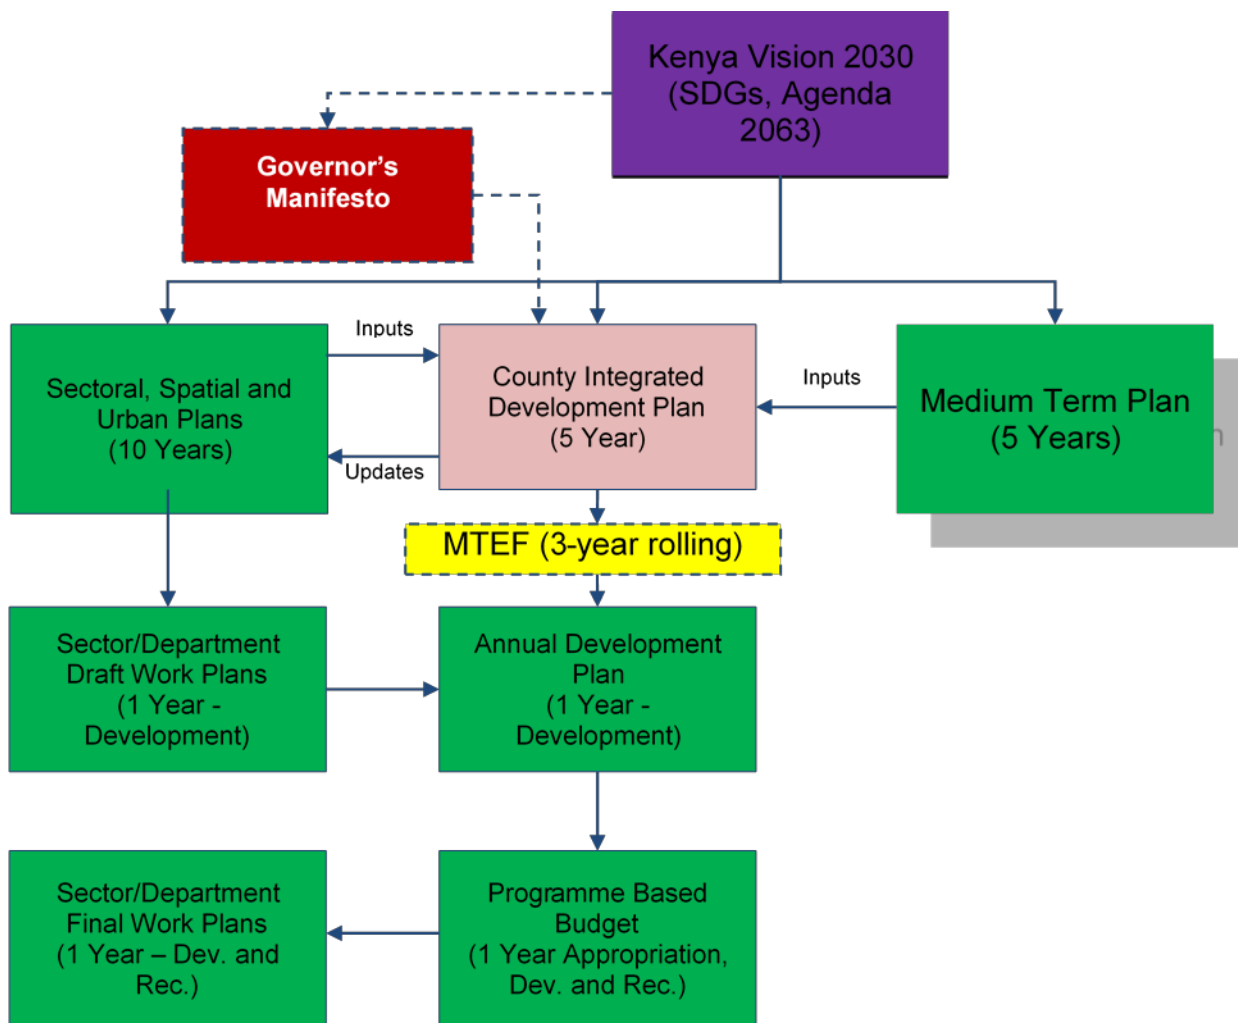 Kenya Vision 2030
(SDGs, Agenda
2063)
Governor’s
Manifesto
Inputs
Sectoral, Spatial and
Urban Plans
(10 Years)
County Integrated
Development Plan
(5 Year)
Inputs
Medium Term Plan
(5 Years)
Updates
MTEF (3-year rolling)
Sector/Department
Draft Work Plans
(1 Year -
Development)
Annual Development
Plan
(1 Year -
Development)
Sector/Department
Final Work Plans
(1 Year – Dev. and
Rec.)
Programme Based
Budget
(1 Year Appropriation,
Dev. and Rec.)